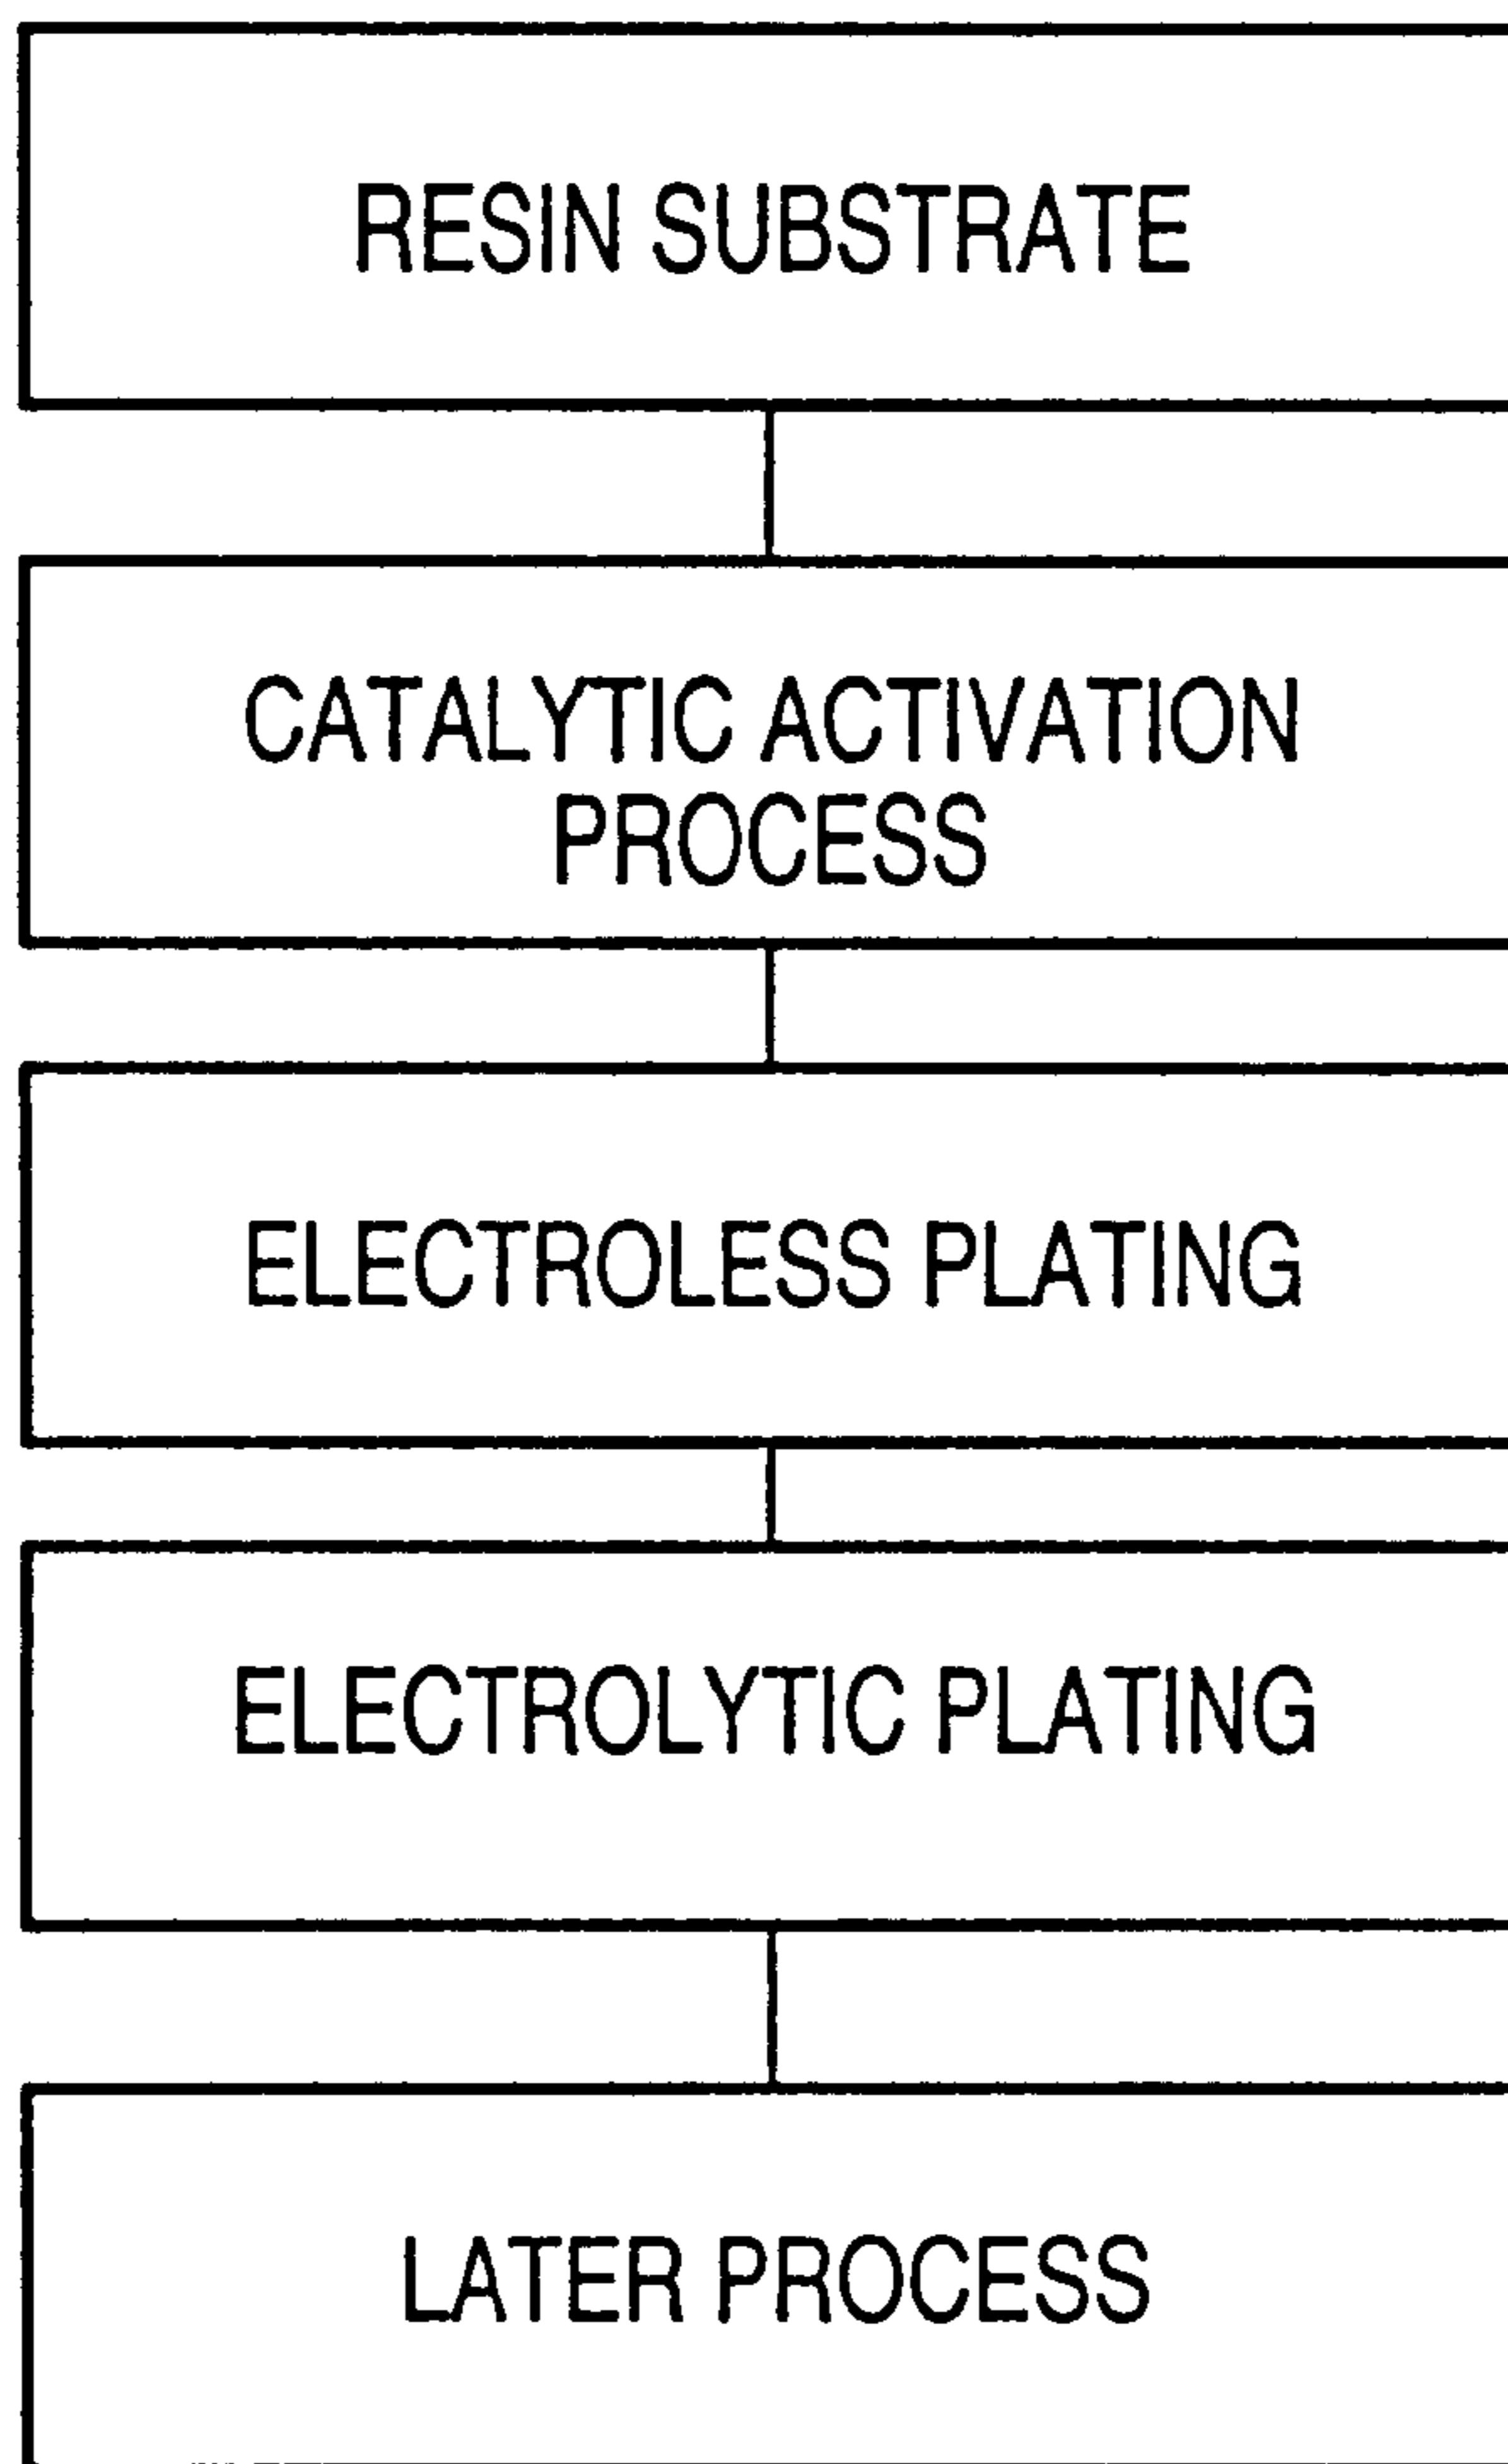 RESIN SUBSTRATE
CATALYTIC ACTIVATION
PROCESS
ELECTROLESS PLATING
ELECTROLYTIC PLATING
LATER PROCESS